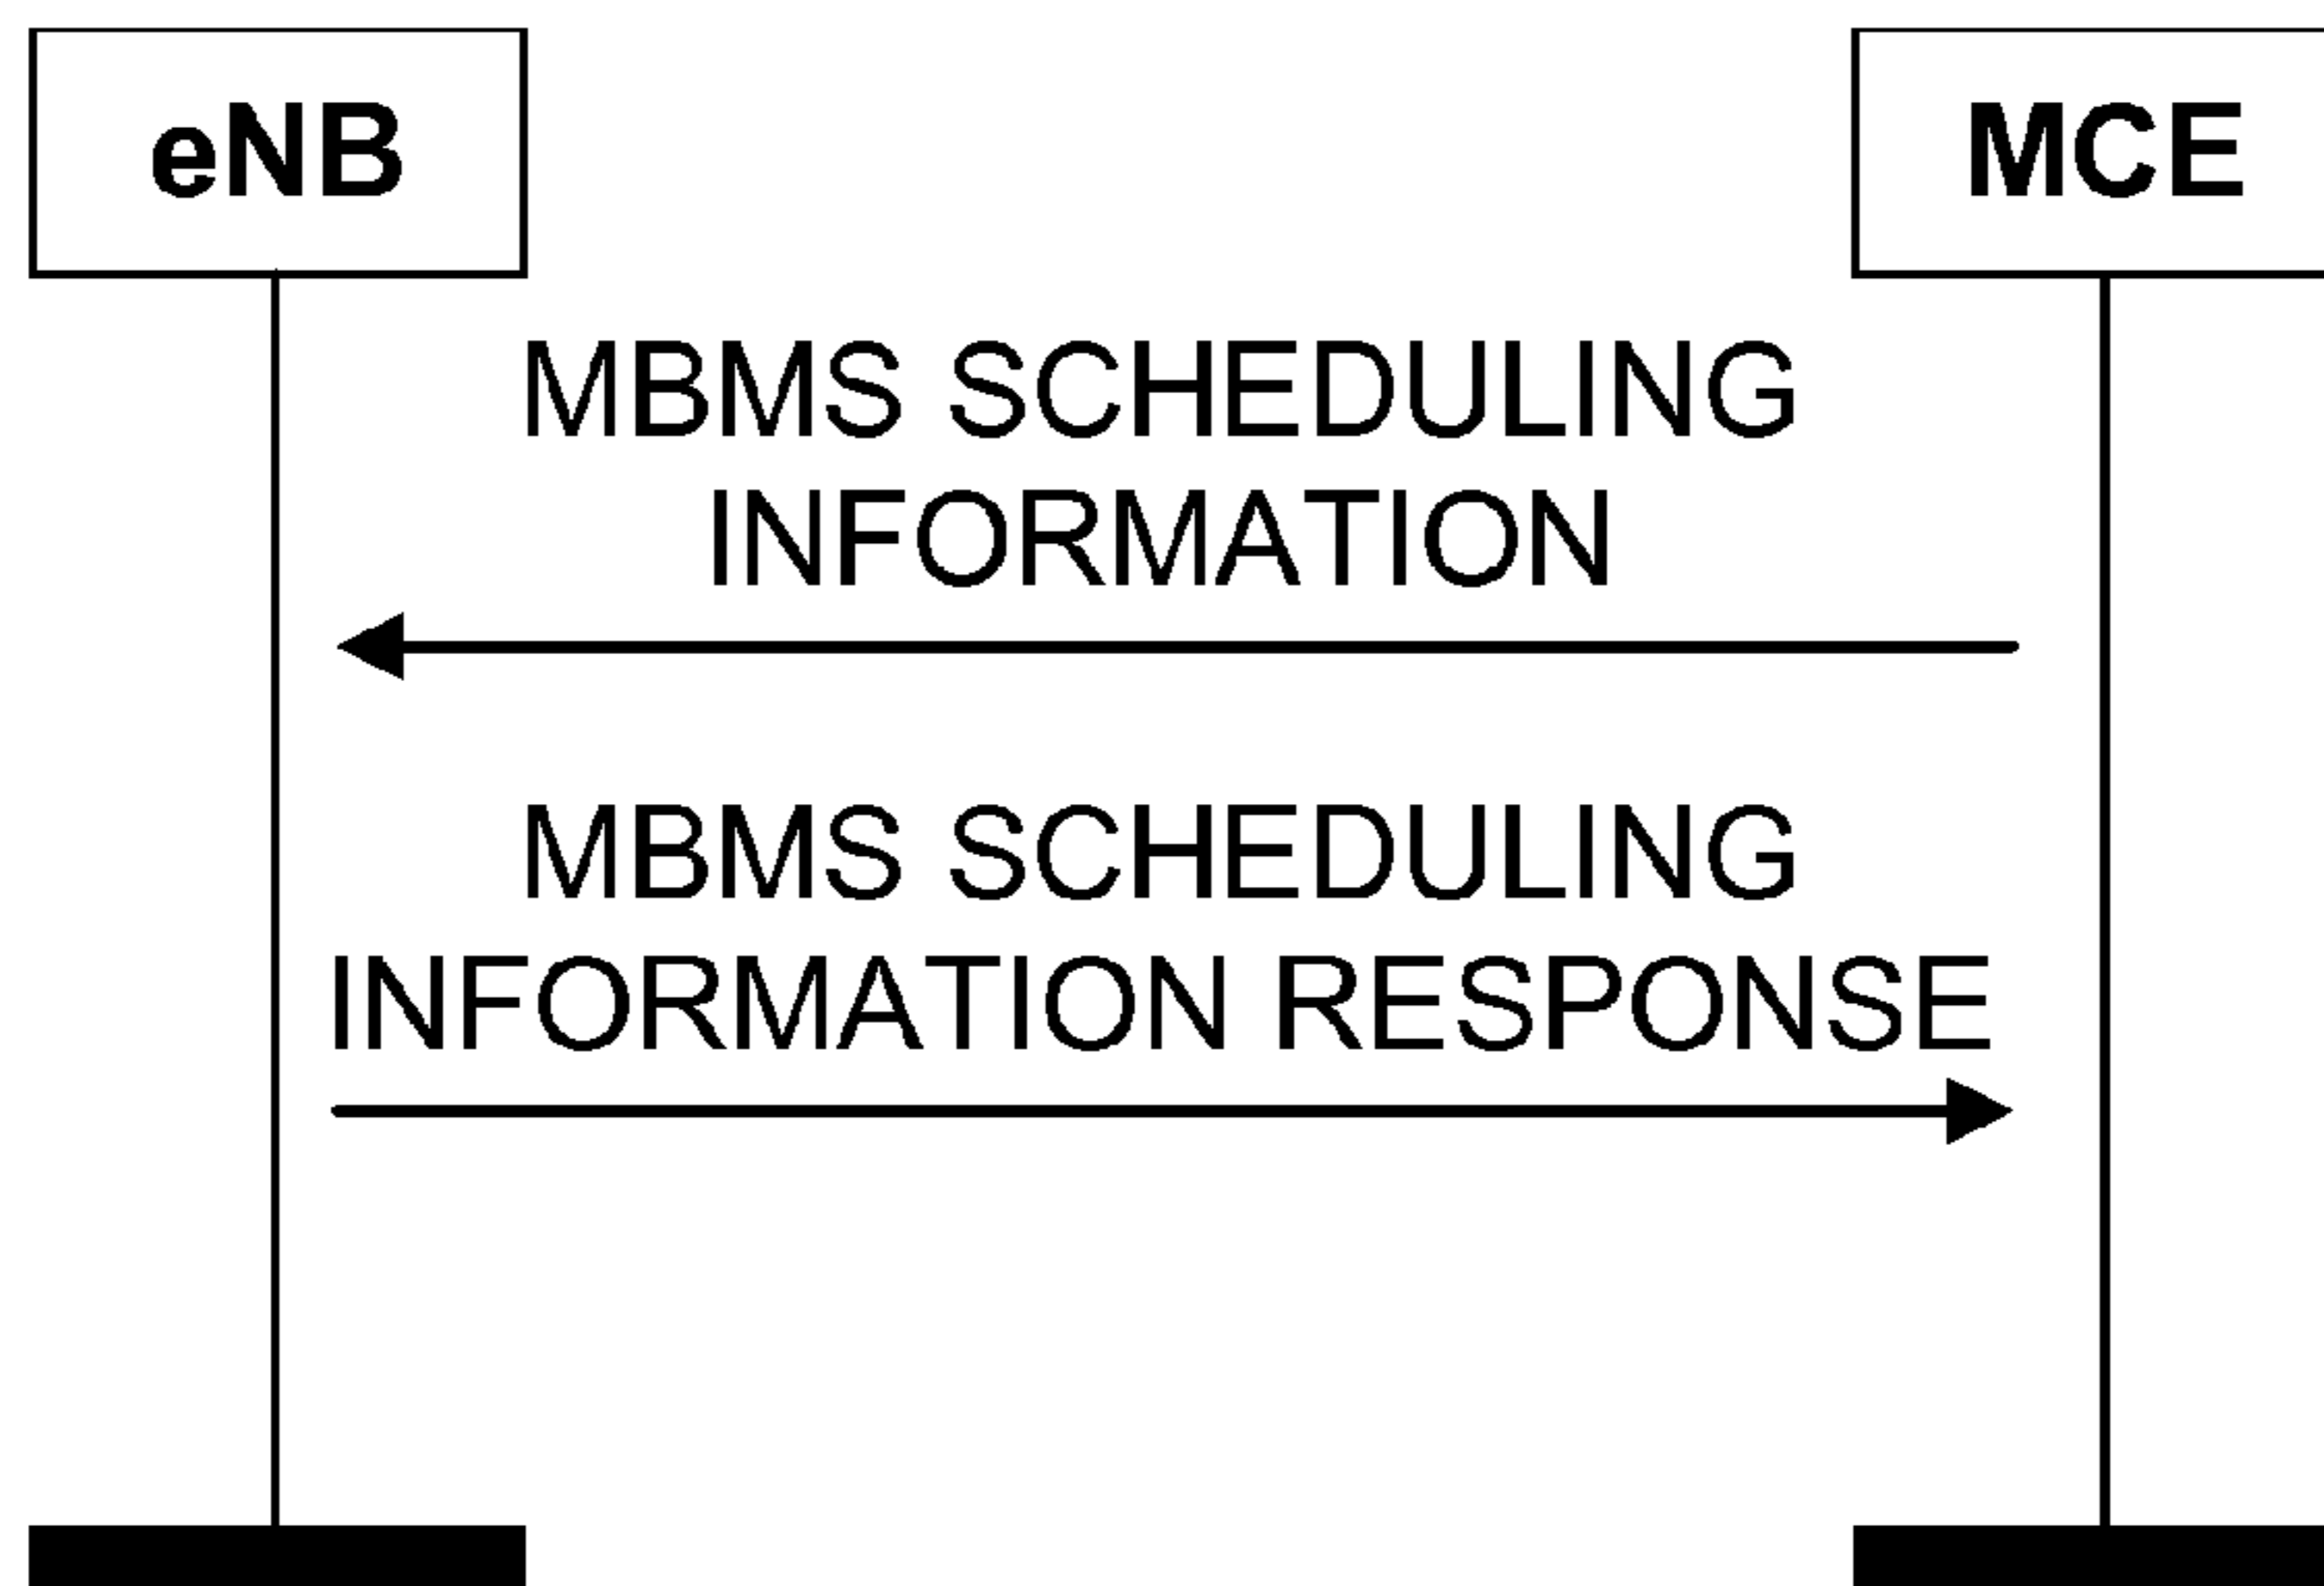 eNB
MCE
MBMS SCHEDULING
INFORMATION
MBMS SCHEDULING
INFORMATION RESPONSE